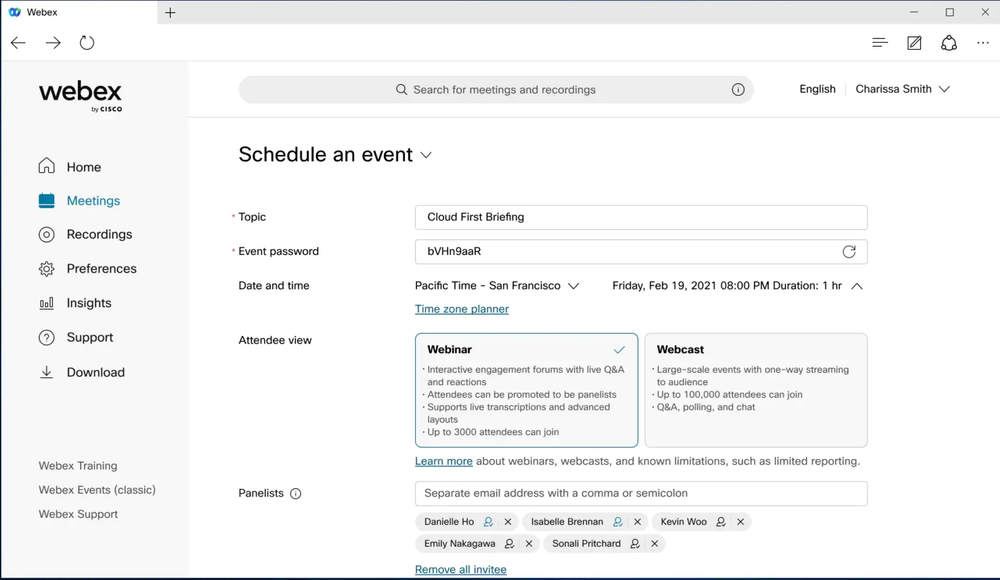 Webex
webex
by CISCO
Search for meetings and recordings
English
Charissa Smith
Home
Meetings
Recordings
Preferences
Insights
Support
Download
Webex Training
Webex Events (classic)
Webex Support
Schedule an event
* Topic
Cloud First Briefing
* Event password
bVHn9aaR
Date and time
Pacific Time - San Francisco
Friday, Feb 19, 2021 08:00 PM Duration: 1 hr
Time zone planner
Attendee view
Webinar
· Interactive engagement forums with live Q&A
and reactions
· Attendees can be promoted to be panelists
· Supports live transcriptions and advanced
layouts
· Up to 3000 attendees can join
Webcast
· Large-scale events with one-way streaming
to audience
· Up to 100,000 attendees can join
· Q&A, polling, and chat
Learn more about webinars, webcasts, and known limitations, such as limited reporting.
Panelists
Separate email address with a comma or semicolon
Danielle Ho
Isabelle Brennan
Kevin Woo
Emily Nakagawa
Sonali Pritchard
Remove all invitee